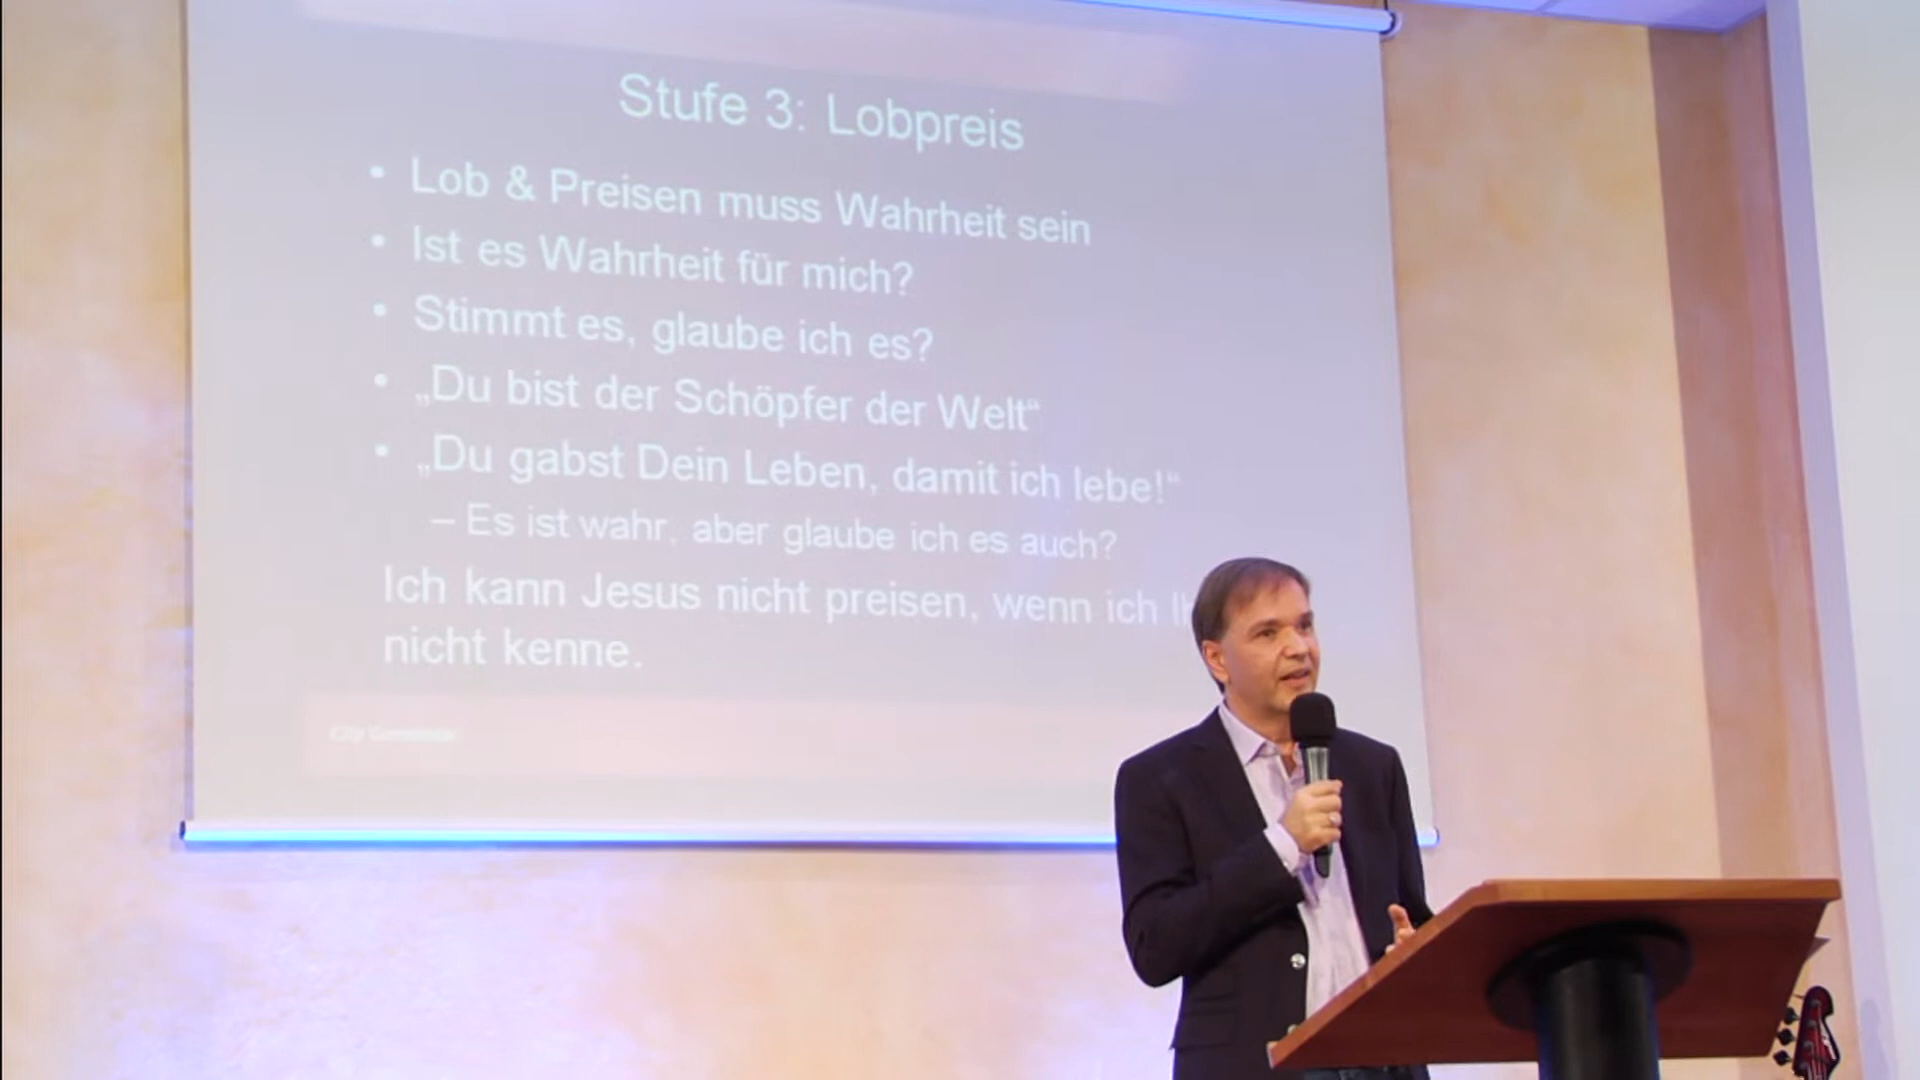 Stufe 3: Lobpreis
• Lob & Preisen muss Wahrheit sein
• Ist es Wahrheit für mich?
• Stimmt es, glaube ich es?
• „Du bist der Schöpfer der Welt“
• „Du gabst Dein Leben, damit ich lebe!“
– Es ist wahr, aber glaube ich es auch?
Ich kann Jesus nicht preisen, wenn ich
nicht kenne.